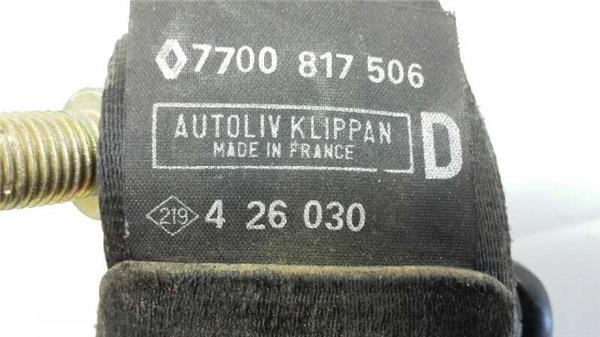 7700 817 506
AUTOLIV KLIPPAN
MADE IN FRANCE
D
219 4 26 030